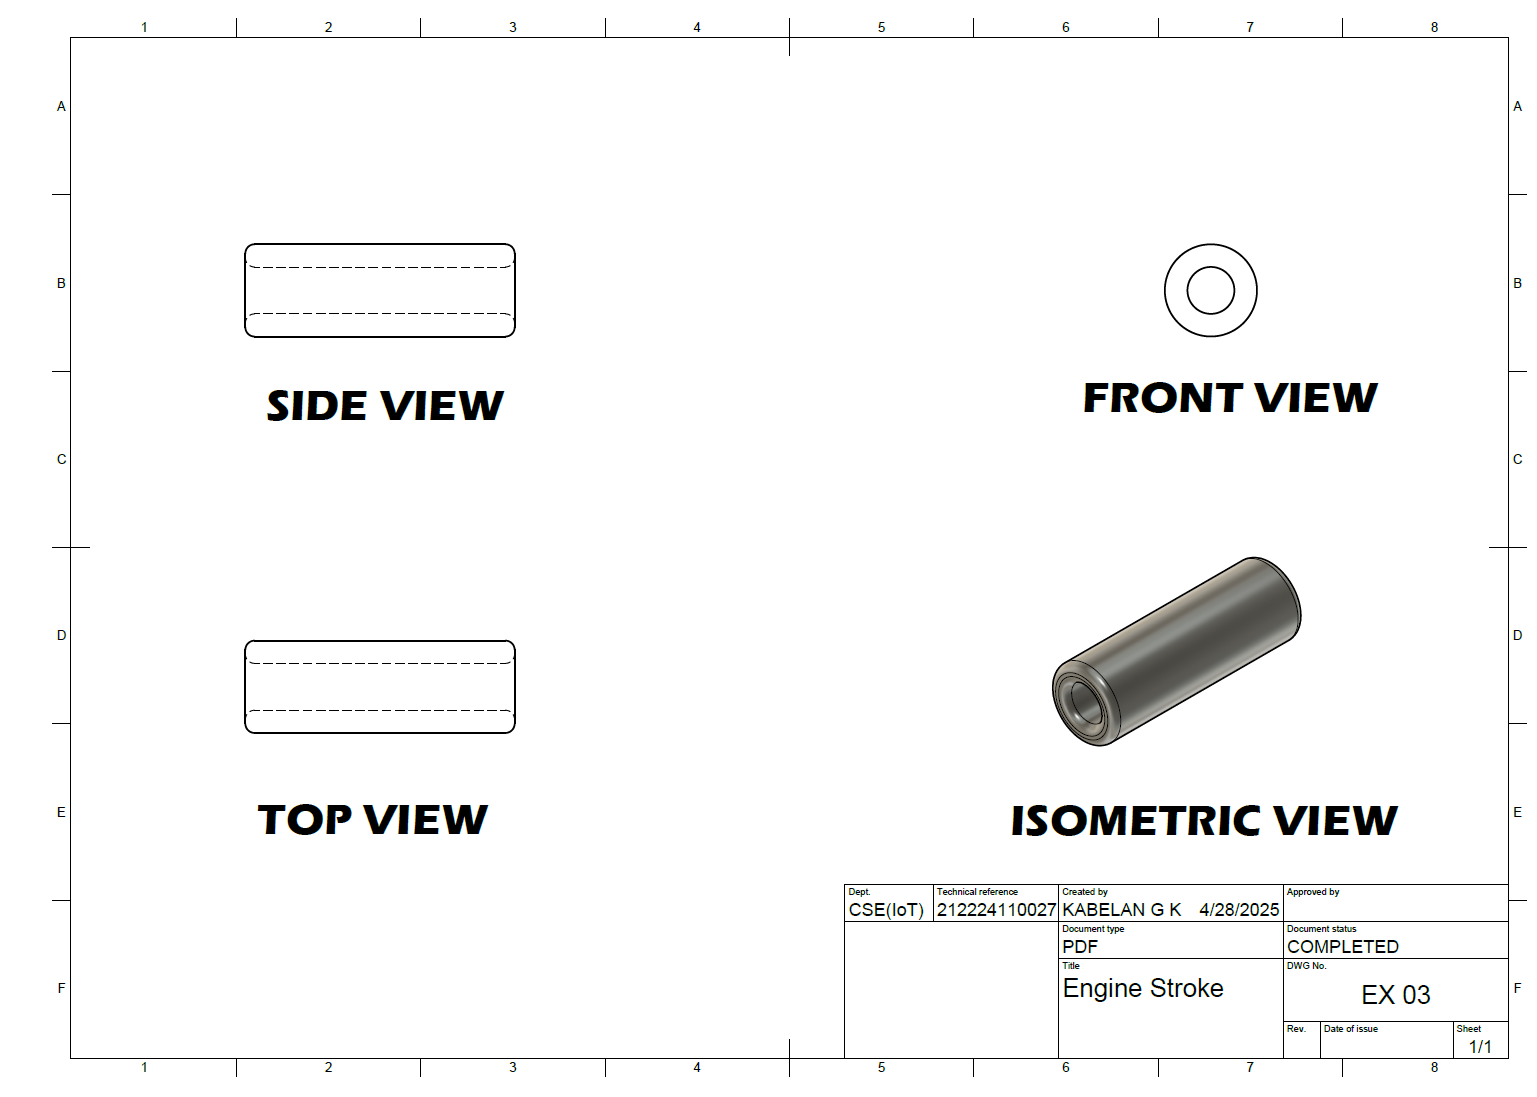 1 2 3 4 5 6 7 8
A A
B B
SIDE VIEW FRONT VIEW
C C
D D
E E
TOP VIEW ISOMETRIC VIEW
Dept. Technical reference Created by Approved by
CSE(IoT) 212224110027 KABELAN G K 4/28/2025
Document type Document status
PDF COMPLETED
Title DWG No.
Engine Stroke EX 03
F F
Rev. Date of issue Sheet
1/1
1 2 3 4 5 6 7 8